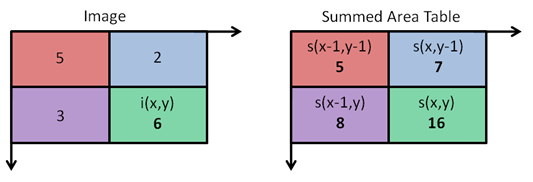 Image
5
2
3
i(x,y)
6
Summed Area Table
s(x-1,y-1)
5
s(x,y-1)
7
s(x-1,y)
8
s(x,y)
16